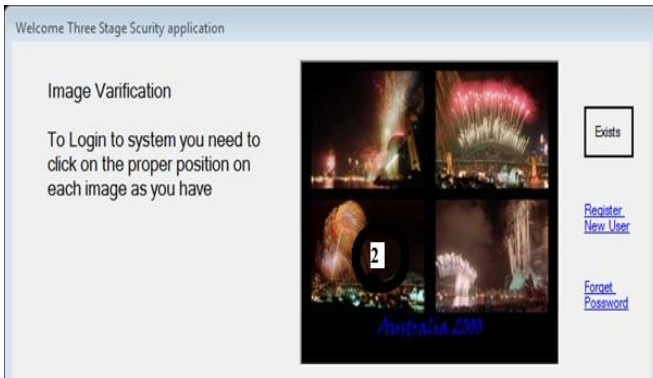 Welcome Three Stage Scurity application
Image Varification
To Login to system you need to
click on the proper position on
each image as you have
2
Australia 2000
Exists
Register
New User
Forget
Possword